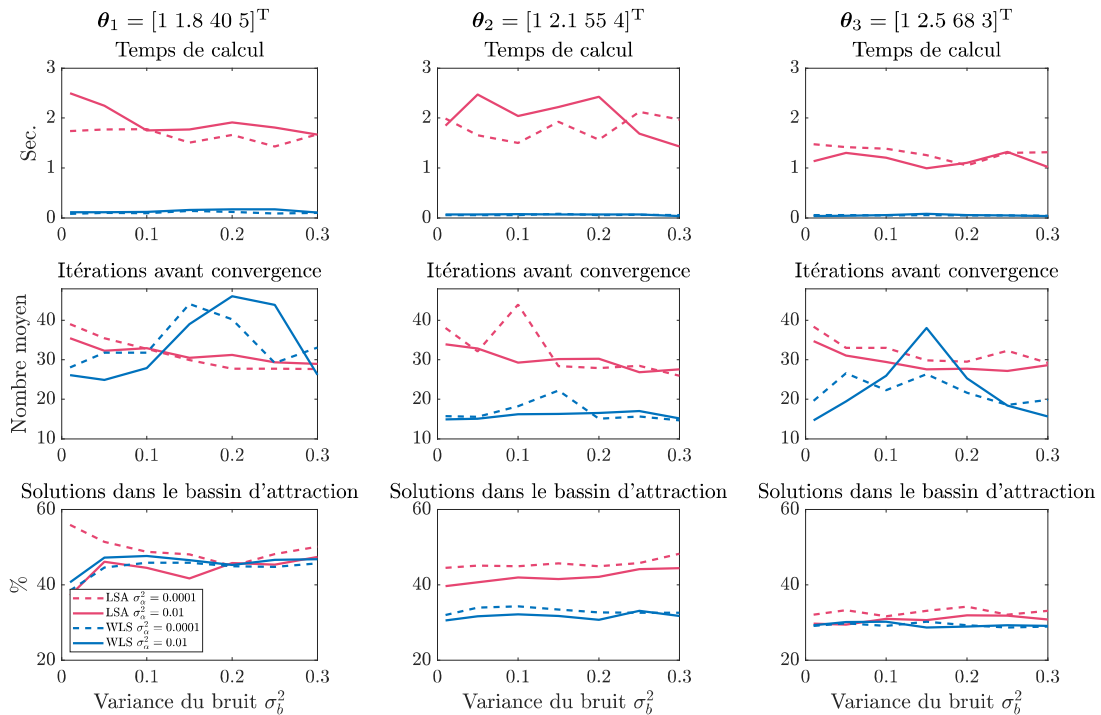 θ₁ = [1 1.8 40 5]ᵀ
θ₂ = [1 2.1 55 4]ᵀ
θ₃ = [1 2.5 68 3]ᵀ
Temps de calcul
Temps de calcul
Temps de calcul
Sec.
3
2
1
0
0 0.1 0.2 0.3
3
2
1
0
0 0.1 0.2 0.3
3
2
1
0
0 0.1 0.2 0.3
Itérations avant convergence
Itérations avant convergence
Itérations avant convergence
Nombre moyen
40
30
20
10
0 0.1 0.2 0.3
40
30
20
10
0 0.1 0.2 0.3
40
30
20
10
0 0.1 0.2 0.3
Solutions dans le bassin d'attraction
Solutions dans le bassin d'attraction
Solutions dans le bassin d'attraction
%
60
40
20
LSA σ²ₐ = 0.0001
LSA σ²ₐ = 0.01
WLS σ²ₐ = 0.0001
WLS σ²ₐ = 0.01
0 0.1 0.2 0.3
60
40
20
0 0.1 0.2 0.3
60
40
20
0 0.1 0.2 0.3
Variance du bruit σ_b²
Variance du bruit σ_b²
Variance du bruit σ_b²